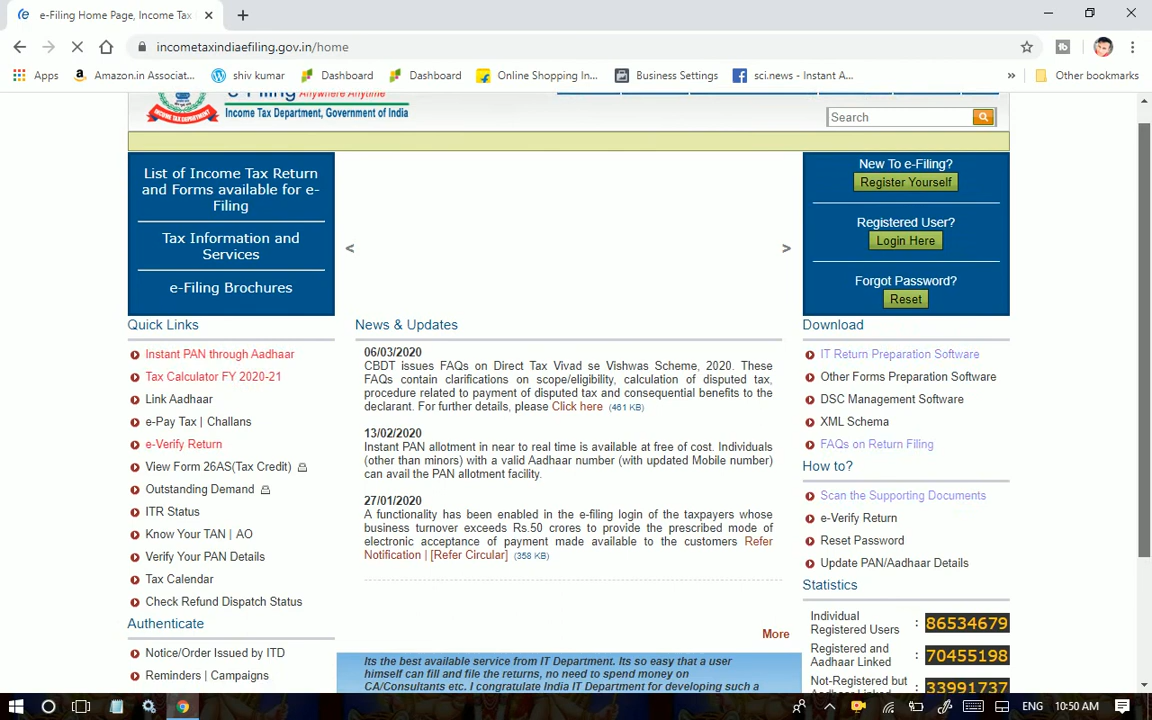 e-Filing Home Page, Income Tax
incometaxindiaefiling.gov.in/home
Apps
Amazon.in Associat...
shiv kumar
Dashboard
Dashboard
Online Shopping In...
Business Settings
sci.news - Instant A...
»
Other bookmarks
e-Filing Anywhere Anytime
Income Tax Department, Government of India
INCOME TAX DEPARTMENT
Search
List of Income Tax Return
and Forms available for e-
Filing
Tax Information and
Services
e-Filing Brochures
<
>
New To e-Filing?
Register Yourself
Registered User?
Login Here
Forgot Password?
Reset
Quick Links
Instant PAN through Aadhaar
Tax Calculator FY 2020-21
Link Aadhaar
e-Pay Tax | Challans
e-Verify Return
View Form 26AS(Tax Credit)
Outstanding Demand
ITR Status
Know Your TAN | AO
Verify Your PAN Details
Tax Calendar
Check Refund Dispatch Status
Authenticate
Notice/Order Issued by ITD
Reminders | Campaigns
News & Updates
06/03/2020
CBDT issues FAQs on Direct Tax Vivad se Vishwas Scheme, 2020. These
FAQs contain clarifications on scope/eligibility, calculation of disputed tax,
procedure related to payment of disputed tax and consequential benefits to the
declarant. For further details, please Click here (461 KB)
13/02/2020
Instant PAN allotment in near to real time is available at free of cost. Individuals
(other than minors) with a valid Aadhaar number (with updated Mobile number)
can avail the PAN allotment facility.
27/01/2020
A functionality has been enabled in the e-filing login of the taxpayers whose
business turnover exceeds Rs.50 crores to provide the prescribed mode of
electronic acceptance of payment made available to the customers Refer
Notification | [Refer Circular] (358 KB)
More
Its the best available service from IT Department. Its so easy that a user
himself can fill and file the returns, no need to spend money on
CA/Consultants etc. I congratulate India IT Department for developing such a
Download
IT Return Preparation Software
Other Forms Preparation Software
DSC Management Software
XML Schema
FAQs on Return Filing
How to?
Scan the Supporting Documents
e-Verify Return
Reset Password
Update PAN/Aadhaar Details
Statistics
Individual
Registered Users : 86534679
Registered and
Aadhaar Linked : 70455198
Not-Registered but
Aadhaar Linked : 33991737
ENG
10:50 AM